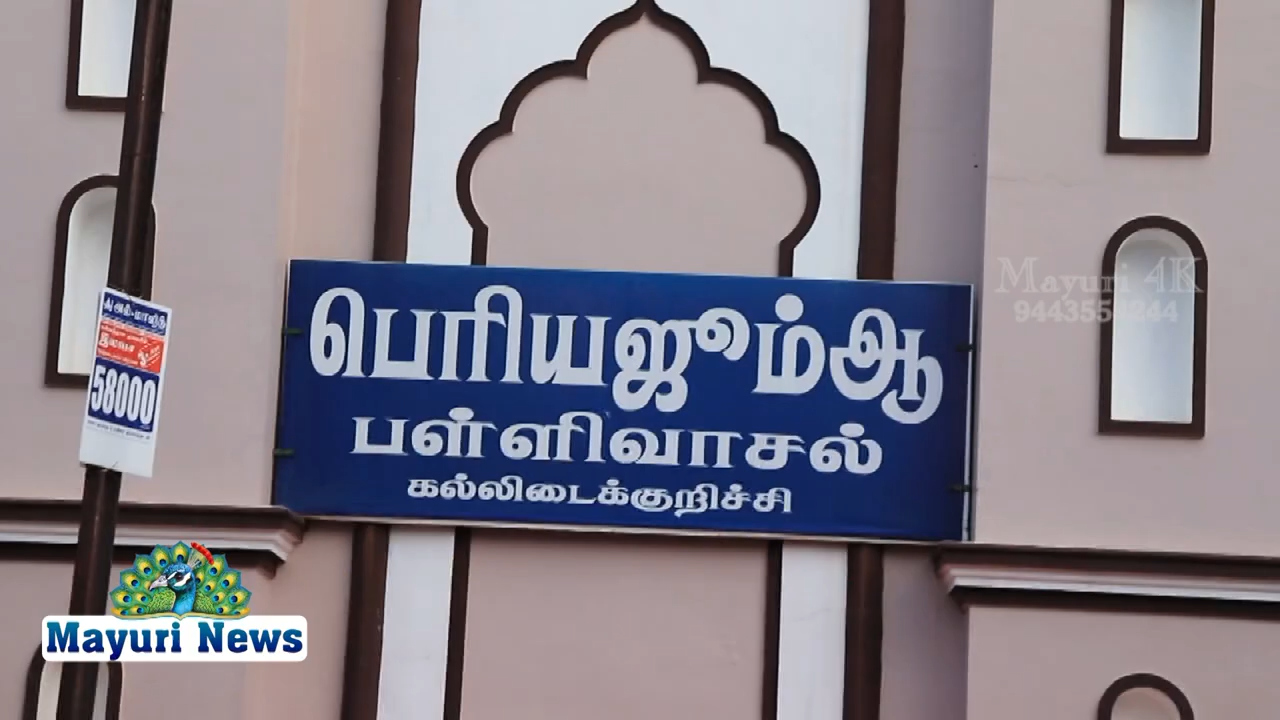 பெரியஜும்ஆ
பள்ளிவாசல்
கல்லிடைக்குறிச்சி
58000
Mayuri 4K
Mayuri News